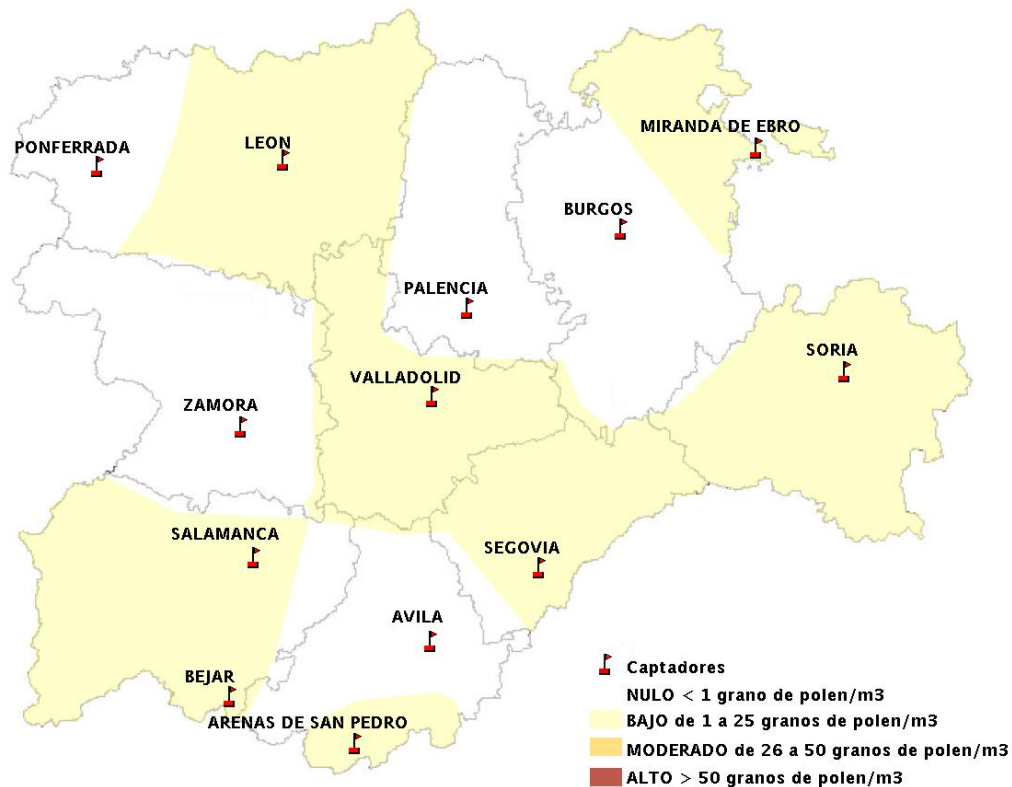 MIRANDA DE EBRO
PONFERRADA
LEON
BURGOS
PALENCIA
SORIA
VALLADOLID
ZAMORA
SALAMANCA
SEGOVIA
AVILA
BEJAR
ARENAS DE SAN PEDRO
Captadores
NULO < 1 grano de polen/m3
BAJO de 1 a 25 granos de polen/m3
MODERADO de 26 a 50 granos de polen/m3
ALTO > 50 granos de polen/m3